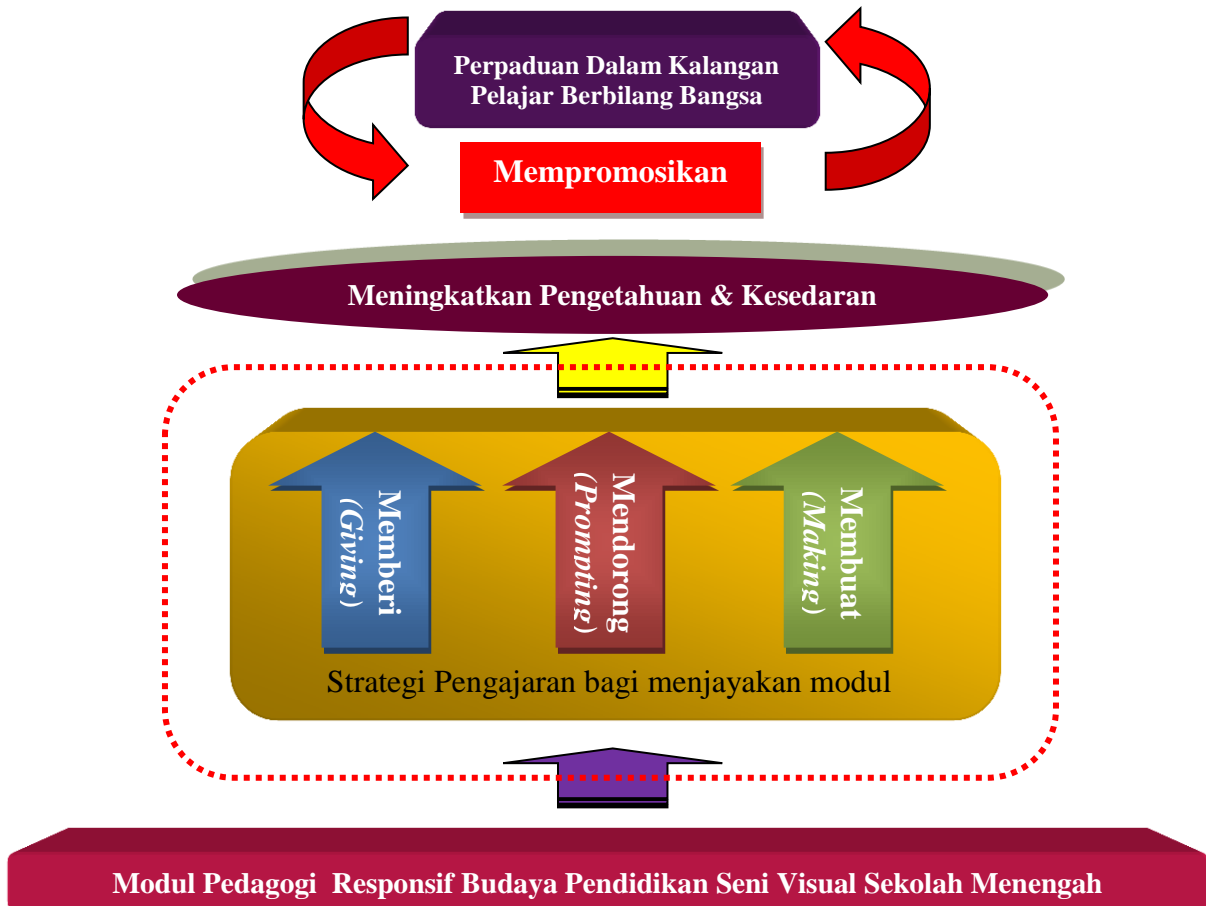 Perpaduan Dalam Kalangan
Pelajar Berbilang Bangsa
Mempromosikan
Meningkatkan Pengetahuan & Kesedaran
Memberi
(Giving)
Mendorong
(Prompting)
Membuat
(Making)
Strategi Pengajaran bagi menjayakan modul
Modul Pedagogi Responsif Budaya Pendidikan Seni Visual Sekolah Menengah